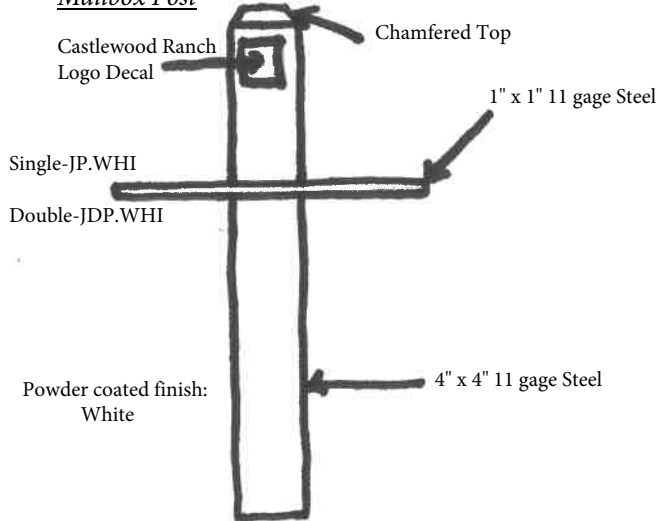 Mailbox Post
Chamfered Top
Castlewood Ranch
Logo Decal
1" x 1" 11 gage Steel
Single-JP.WHI
Double-JDP.WHI
4" x 4" 11 gage Steel
Powder coated finish:
White